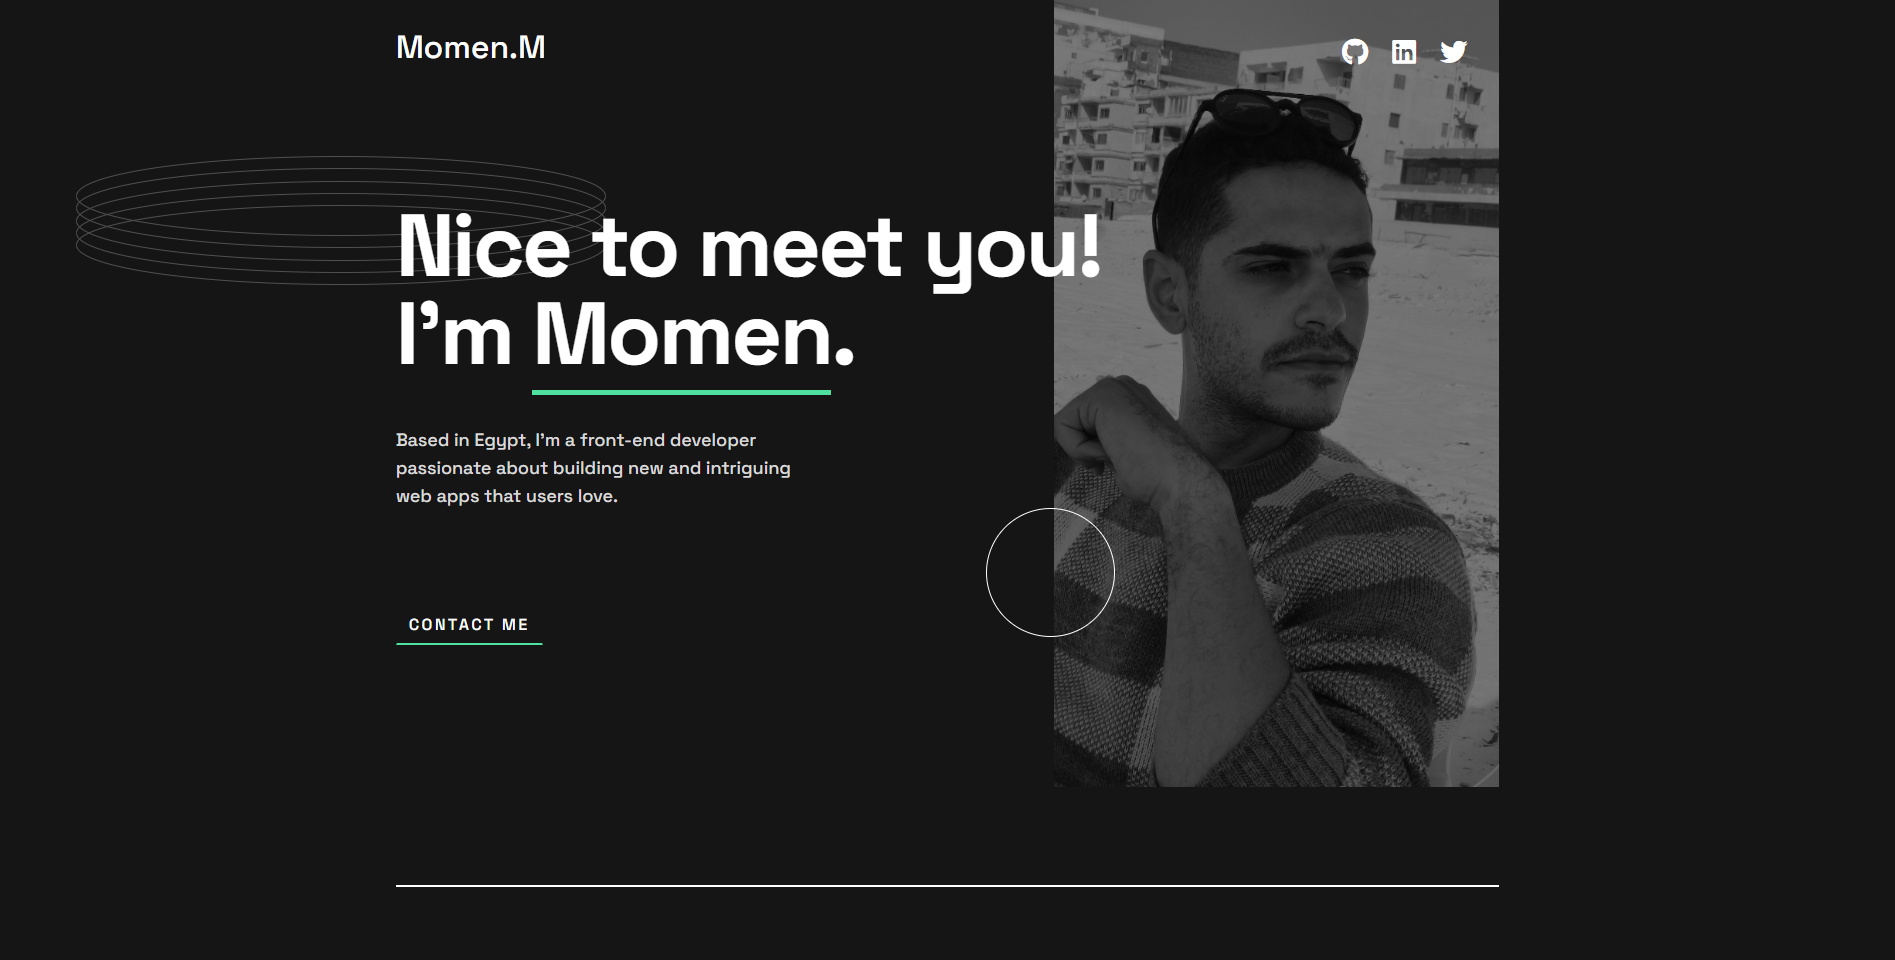 Momen.M
Nice to meet you!
I'm Momen.
Based in Egypt, I'm a front-end developer
passionate about building new and intriguing
web apps that users love.
CONTACT ME